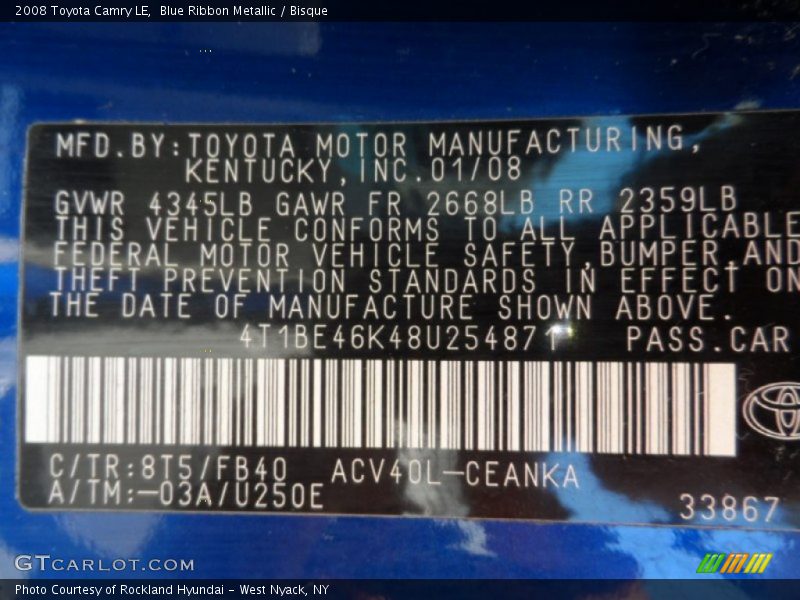 2008 Toyota Camry LE, Blue Ribbon Metallic / Bisque
MFD.BY:TOYOTA MOTOR MANUFACTURING,
KENTUCKY,INC.01/08
GVWR 4345LB GAWR FR 2668LB RR 2359LB
THIS VEHICLE CONFORMS TO ALL APPLICABLE
FEDERAL MOTOR VEHICLE SAFETY,BUMPER,AND
THEFT PREVENTION STANDARDS IN EFFECT ON
THE DATE OF MANUFACTURE SHOWN ABOVE.
4T1BE46K48U254871 PASS.CAR
C/TR:8T5/FB40 ACV40L-CEANKA
A/TM:-03A/U250E
33867
GTCARLOT.COM
Photo Courtesy of Rockland Hyundai - West Nyack, NY